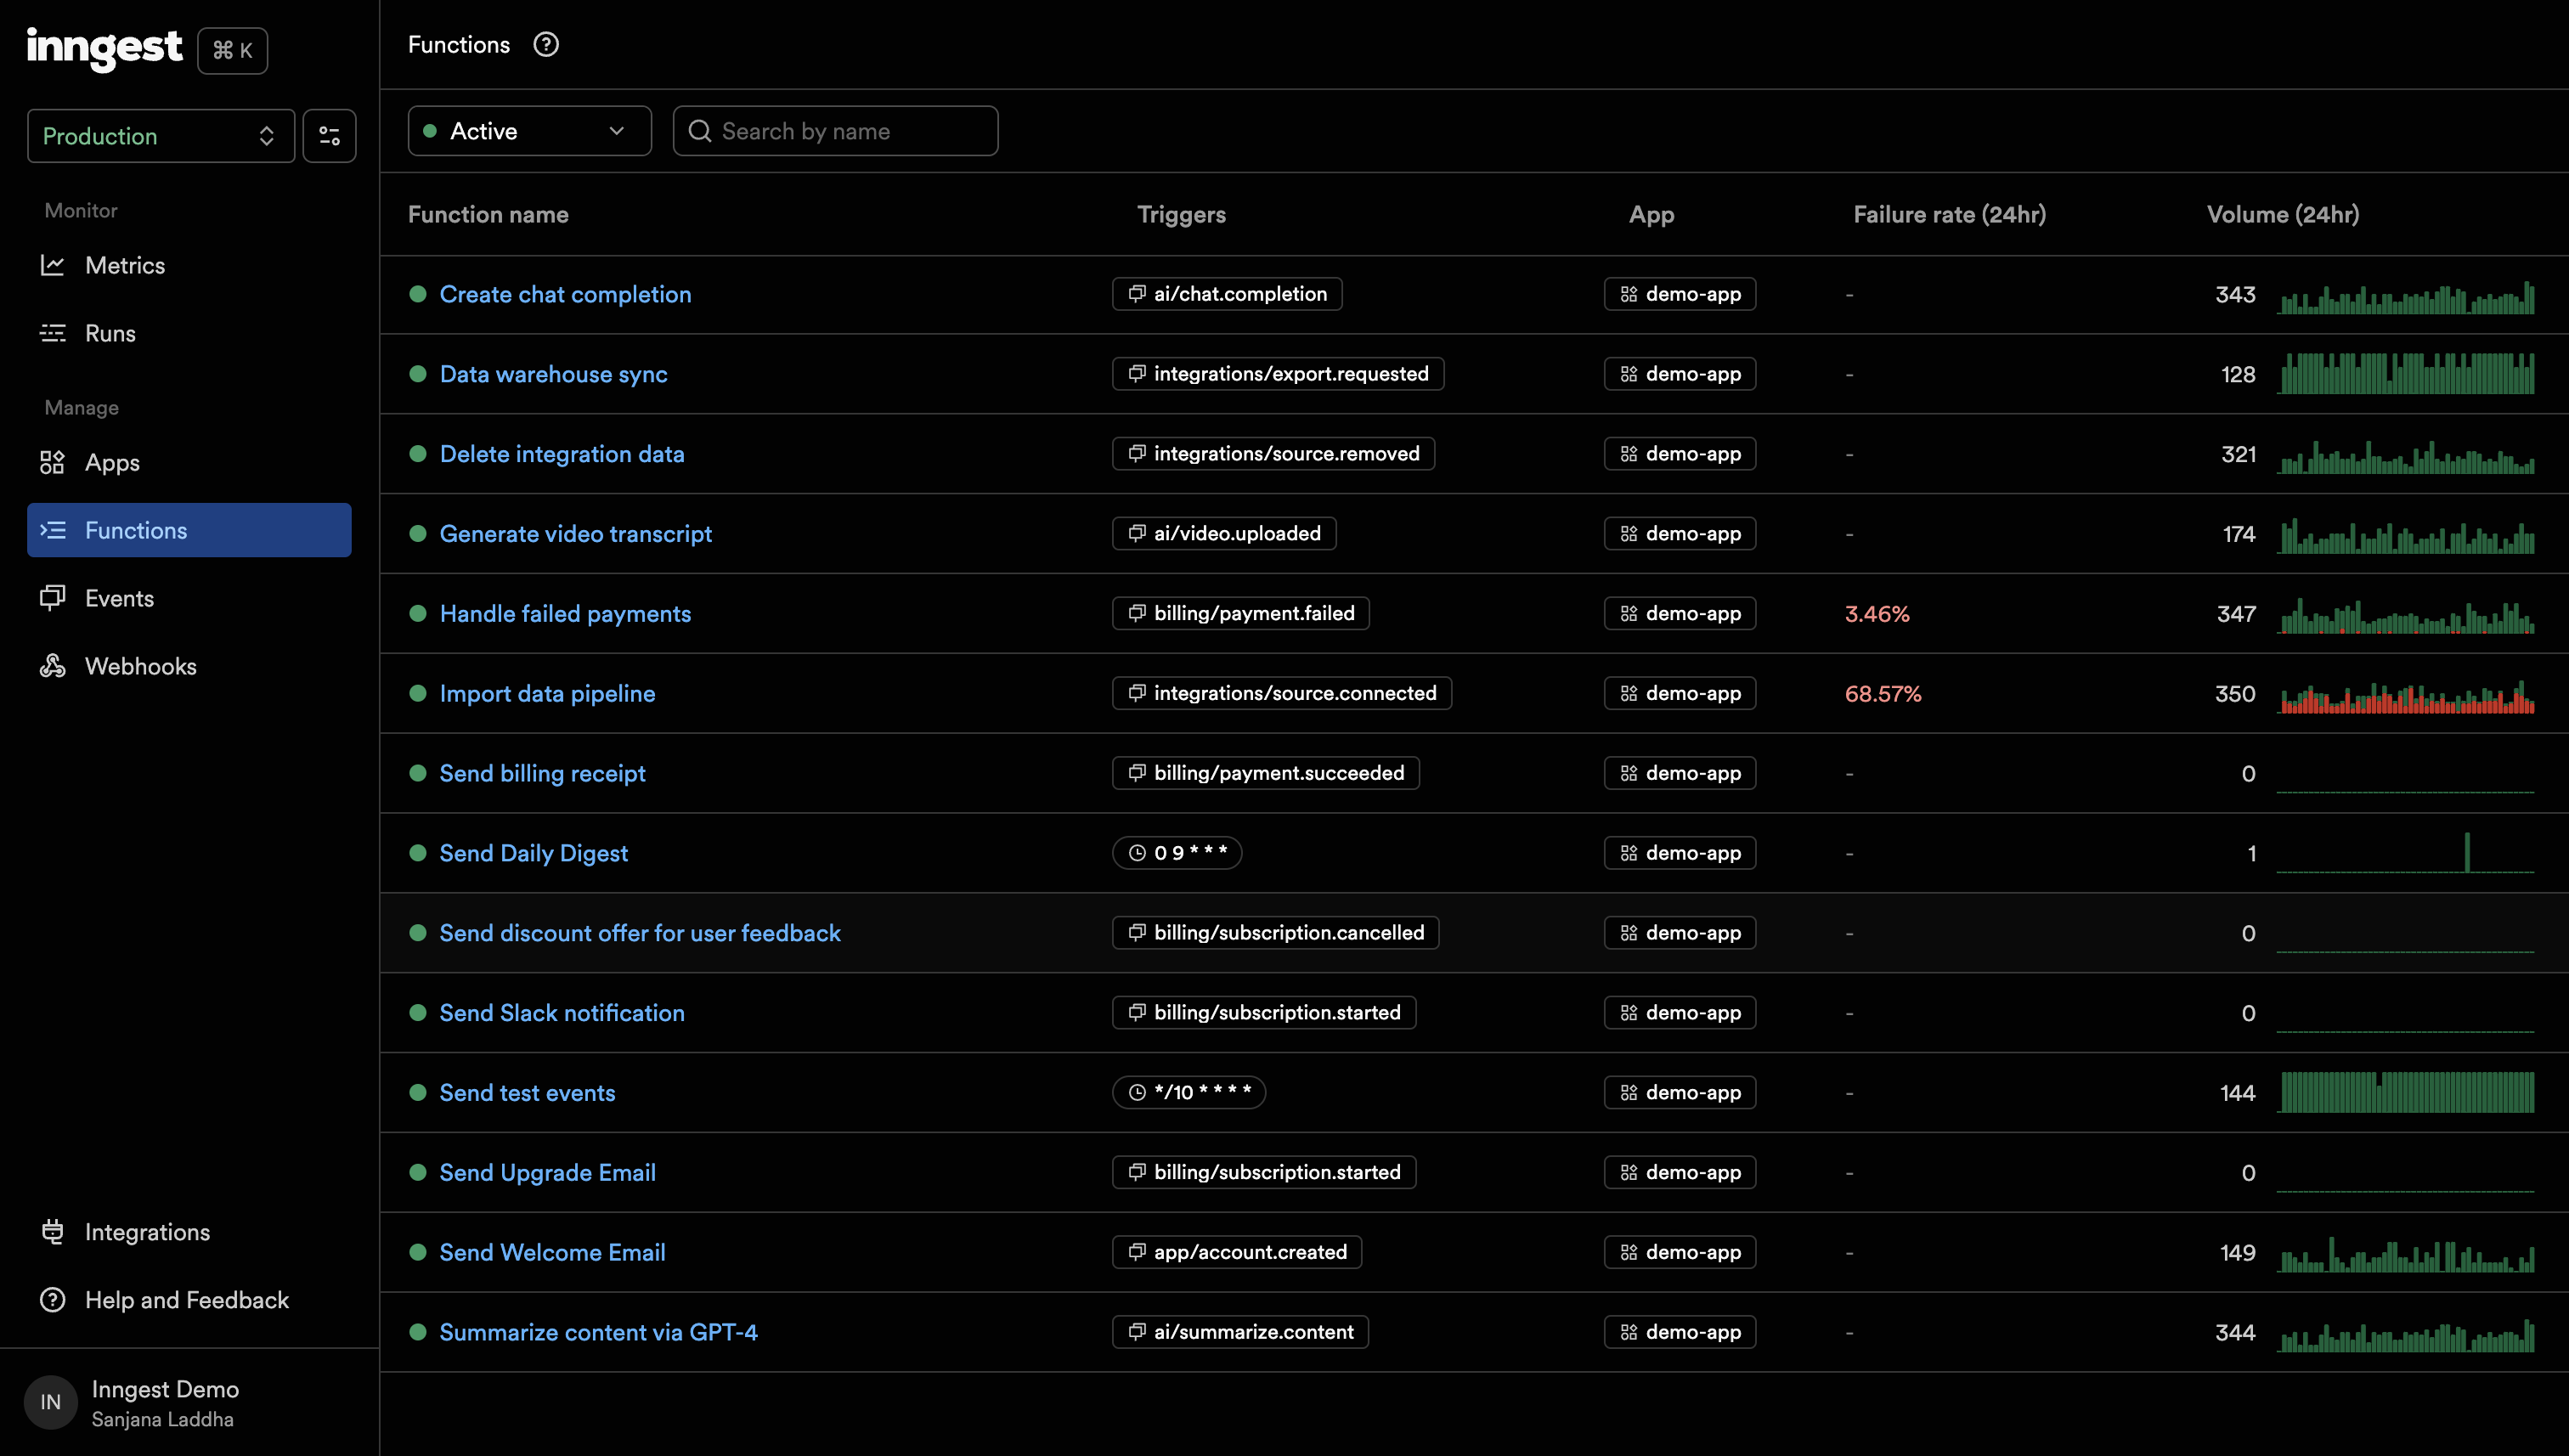 inngest ⌘ K
Production
Monitor
Metrics
Runs
Manage
Apps
Functions
Events
Webhooks
Integrations
Help and Feedback
IN
Inngest Demo
Sanjana Laddha
Functions
Active
Search by name
Function name Triggers App Failure rate (24hr) Volume (24hr)
Create chat completion ai/chat.completion demo-app - 343
Data warehouse sync integrations/export.requested demo-app - 128
Delete integration data integrations/source.removed demo-app - 321
Generate video transcript ai/video.uploaded demo-app - 174
Handle failed payments billing/payment.failed demo-app 3.46% 347
Import data pipeline integrations/source.connected demo-app 68.57% 350
Send billing receipt billing/payment.succeeded demo-app - 0
Send Daily Digest 0 9 * * * demo-app - 1
Send discount offer for user feedback billing/subscription.cancelled demo-app - 0
Send Slack notification billing/subscription.started demo-app - 0
Send test events */10 * * * * demo-app - 144
Send Upgrade Email billing/subscription.started demo-app - 0
Send Welcome Email app/account.created demo-app - 149
Summarize content via GPT-4 ai/summarize.content demo-app - 344